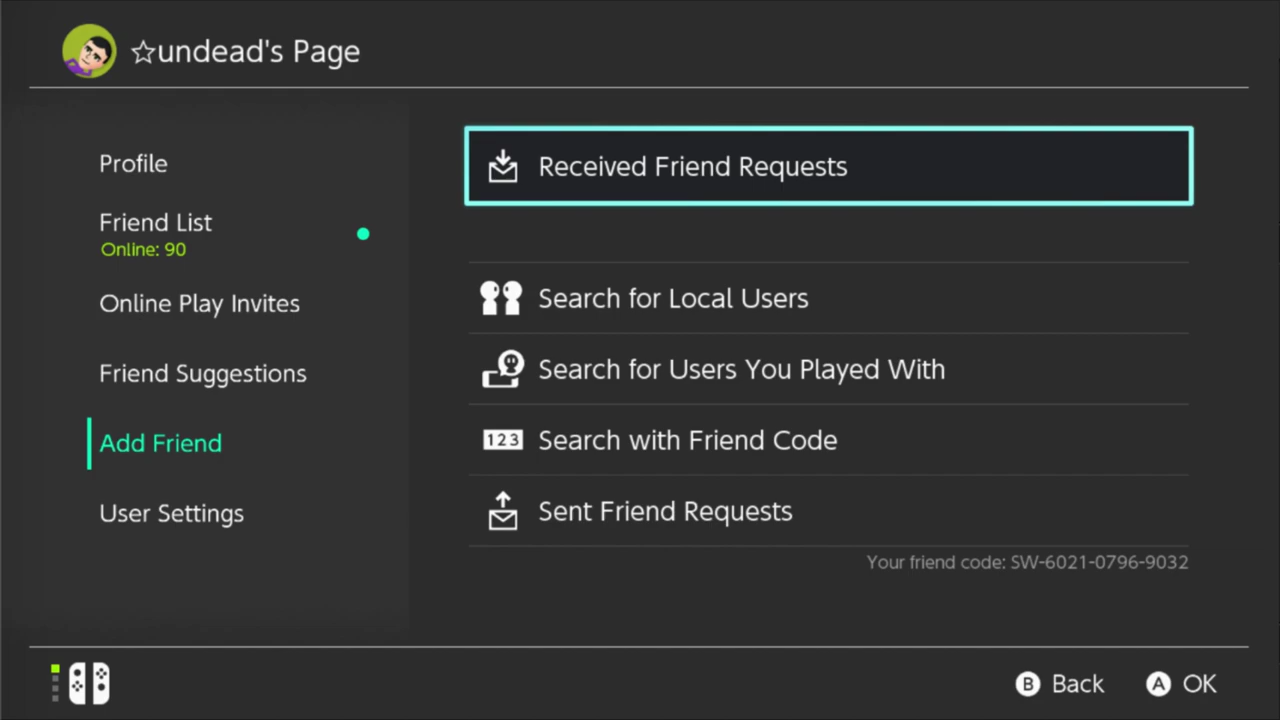 ☆undead's Page
Profile
Friend List
Online: 90
Online Play Invites
Friend Suggestions
Add Friend
User Settings
Received Friend Requests
Search for Local Users
Search for Users You Played With
123 Search with Friend Code
Sent Friend Requests
Your friend code: SW-6021-0796-9032
B Back A OK